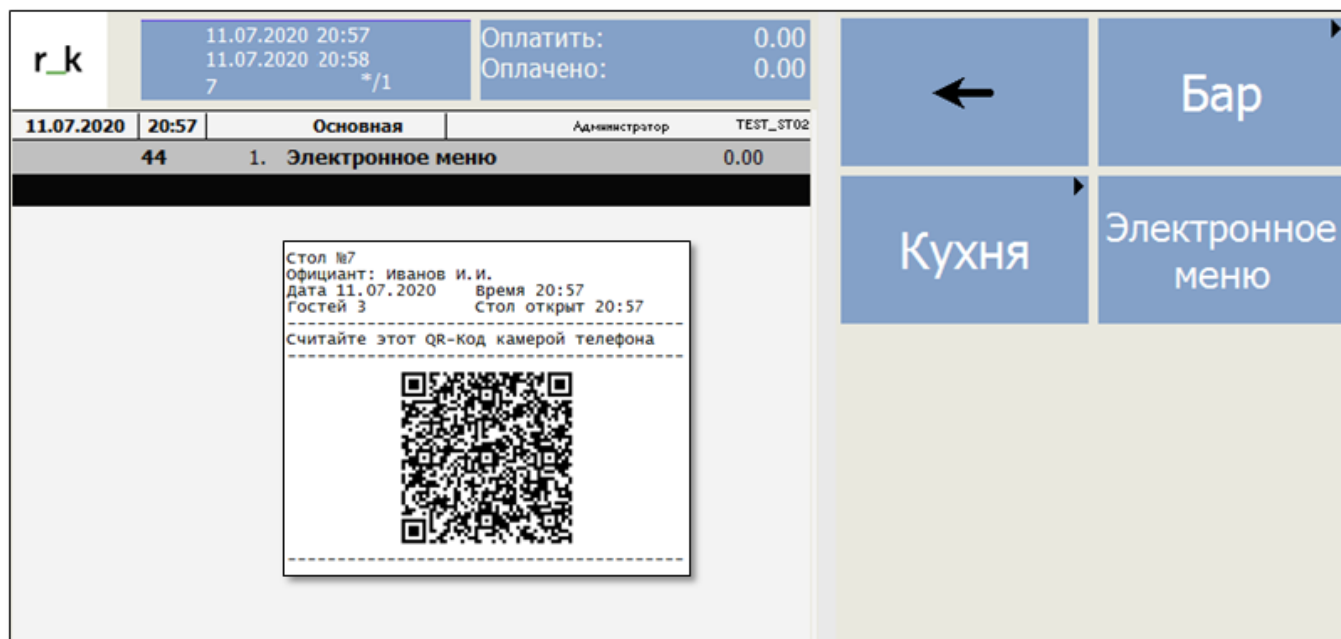 r_k
11.07.2020 20:57
11.07.2020 20:58
7 */1
Оплатить: 0.00
Оплачено: 0.00
11.07.2020 20:57 Основная Администратор TEST_ST02
44 1. Электронное меню 0.00
Стол №7
Официант: Иванов И.И.
Дата 11.07.2020 Время 20:57
Гостей 3 Стол открыт 20:57
--------------------------------------
Считайте этот QR-Код камерой телефона
--------------------------------------
--------------------------------------
Бар
Кухня
Электронное
меню